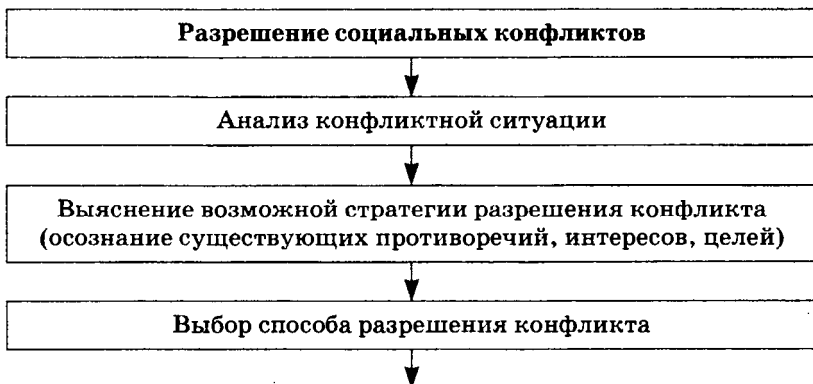 Разрешение социальных конфликтов
Анализ конфликтной ситуации
Выяснение возможной стратегии разрешения конфликта
(осознание существующих противоречий, интересов, целей)
Выбор способа разрешения конфликта